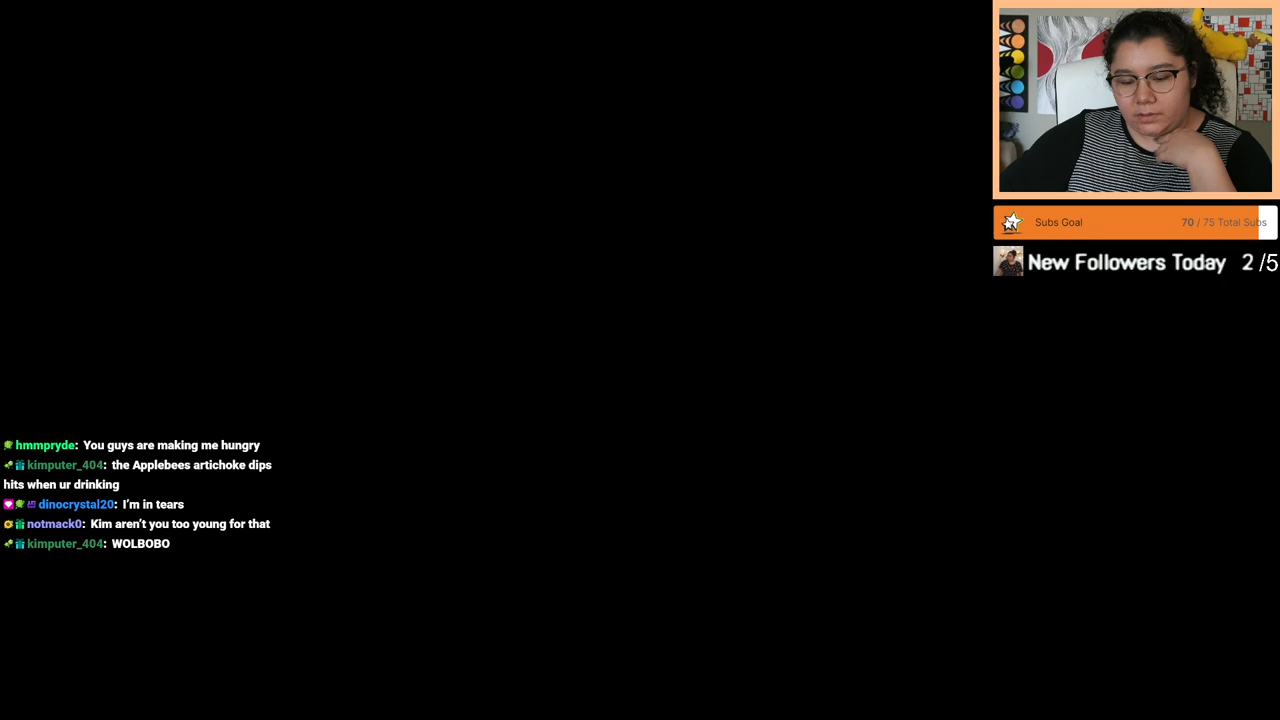 Subs Goal 70 / 75 Total Subs
New Followers Today 2 /5
hmmpryde: You guys are making me hungry
kimputer_404: the Applebees artichoke dips
hits when ur drinking
dinocrystal20: I'm in tears
notmack0: Kim aren't you too young for that
kimputer_404: WOLBOBO